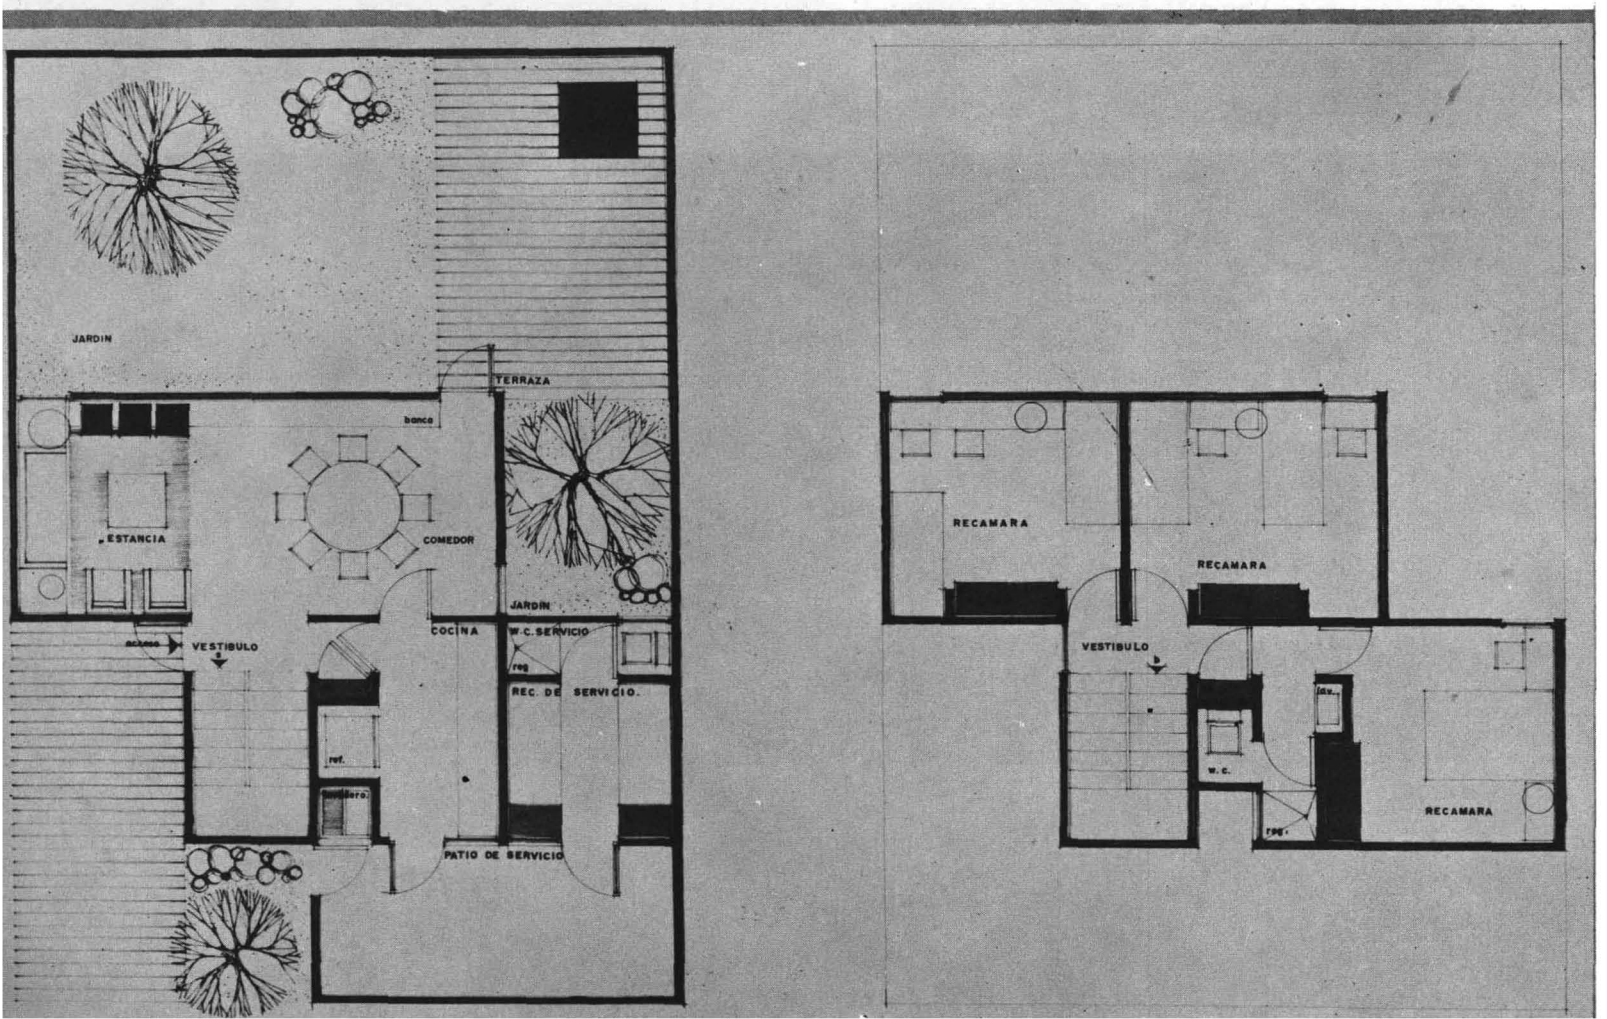 JARDIN
TERRAZA
banca
ESTANCIA
COMEDOR
JARDIN
acceso
VESTIBULO
a
COCINA
W.C. SERVICIO
reg
REC. DE SERVICIO.
ref.
PATIO DE SERVICIO
RECAMARA
RECAMARA
VESTIBULO
b
lav.
W.C.
reg.
RECAMARA